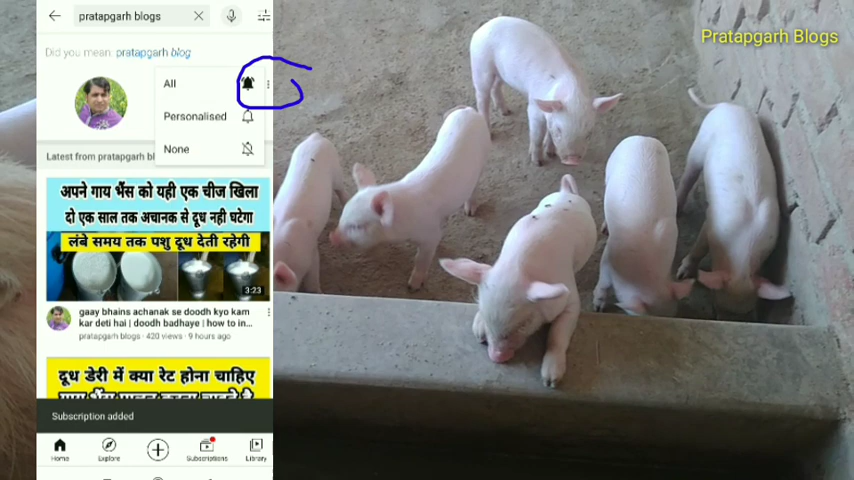 pratapgarh blogs
Pratapgarh Blogs
Did you mean: pratapgarh blog
All
Personalised
None
Latest from pratapgarh bl
अपने गाय भैंस को यही एक चीज खिला
दो एक साल तक अचानक से दूध नही घटेगा
लंबे समय तक पशु दूध देती रहेगी
3:23
gaay bhains achanak se doodh kyo kam
kar deti hai | doodh badhaye | how to in...
pratapgarh blogs · 420 views · 9 hours ago
दूध डेरी में क्या रेट होना चाहिए
Subscription added
Home
Explore
Subscriptions
Library